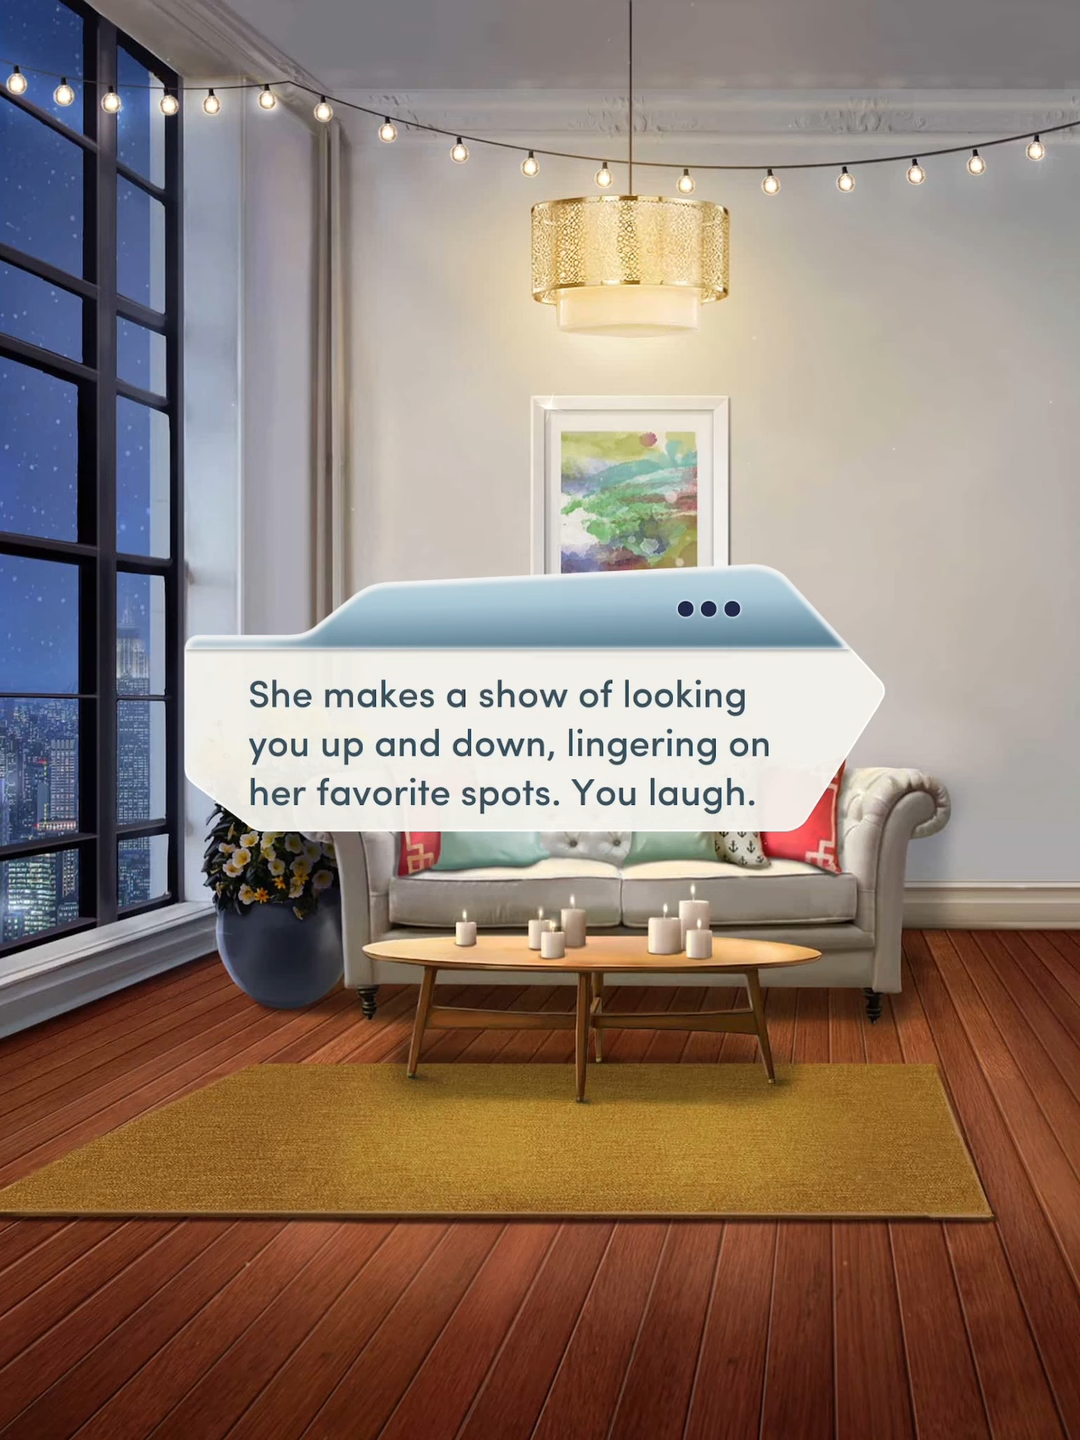 She makes a show of looking
you up and down, lingering on
her favorite spots. You laugh.